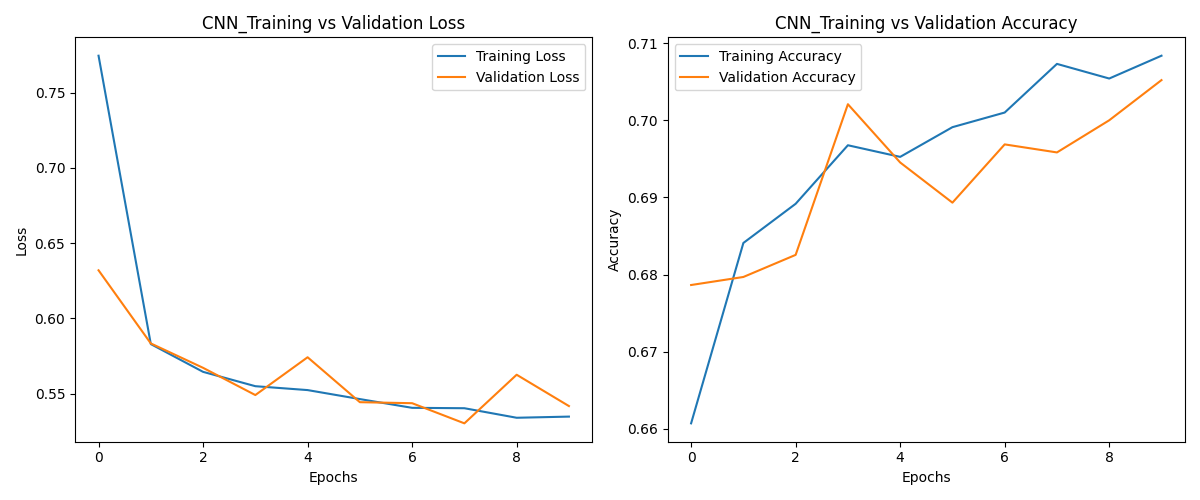 CNN_Training vs Validation Loss
Training Loss
Validation Loss
0.75
0.70
0.65
0.60
0.55
Loss
0 2 4 6 8
Epochs
CNN_Training vs Validation Accuracy
Training Accuracy
Validation Accuracy
0.71
0.70
0.69
0.68
0.67
0.66
Accuracy
0 2 4 6 8
Epochs